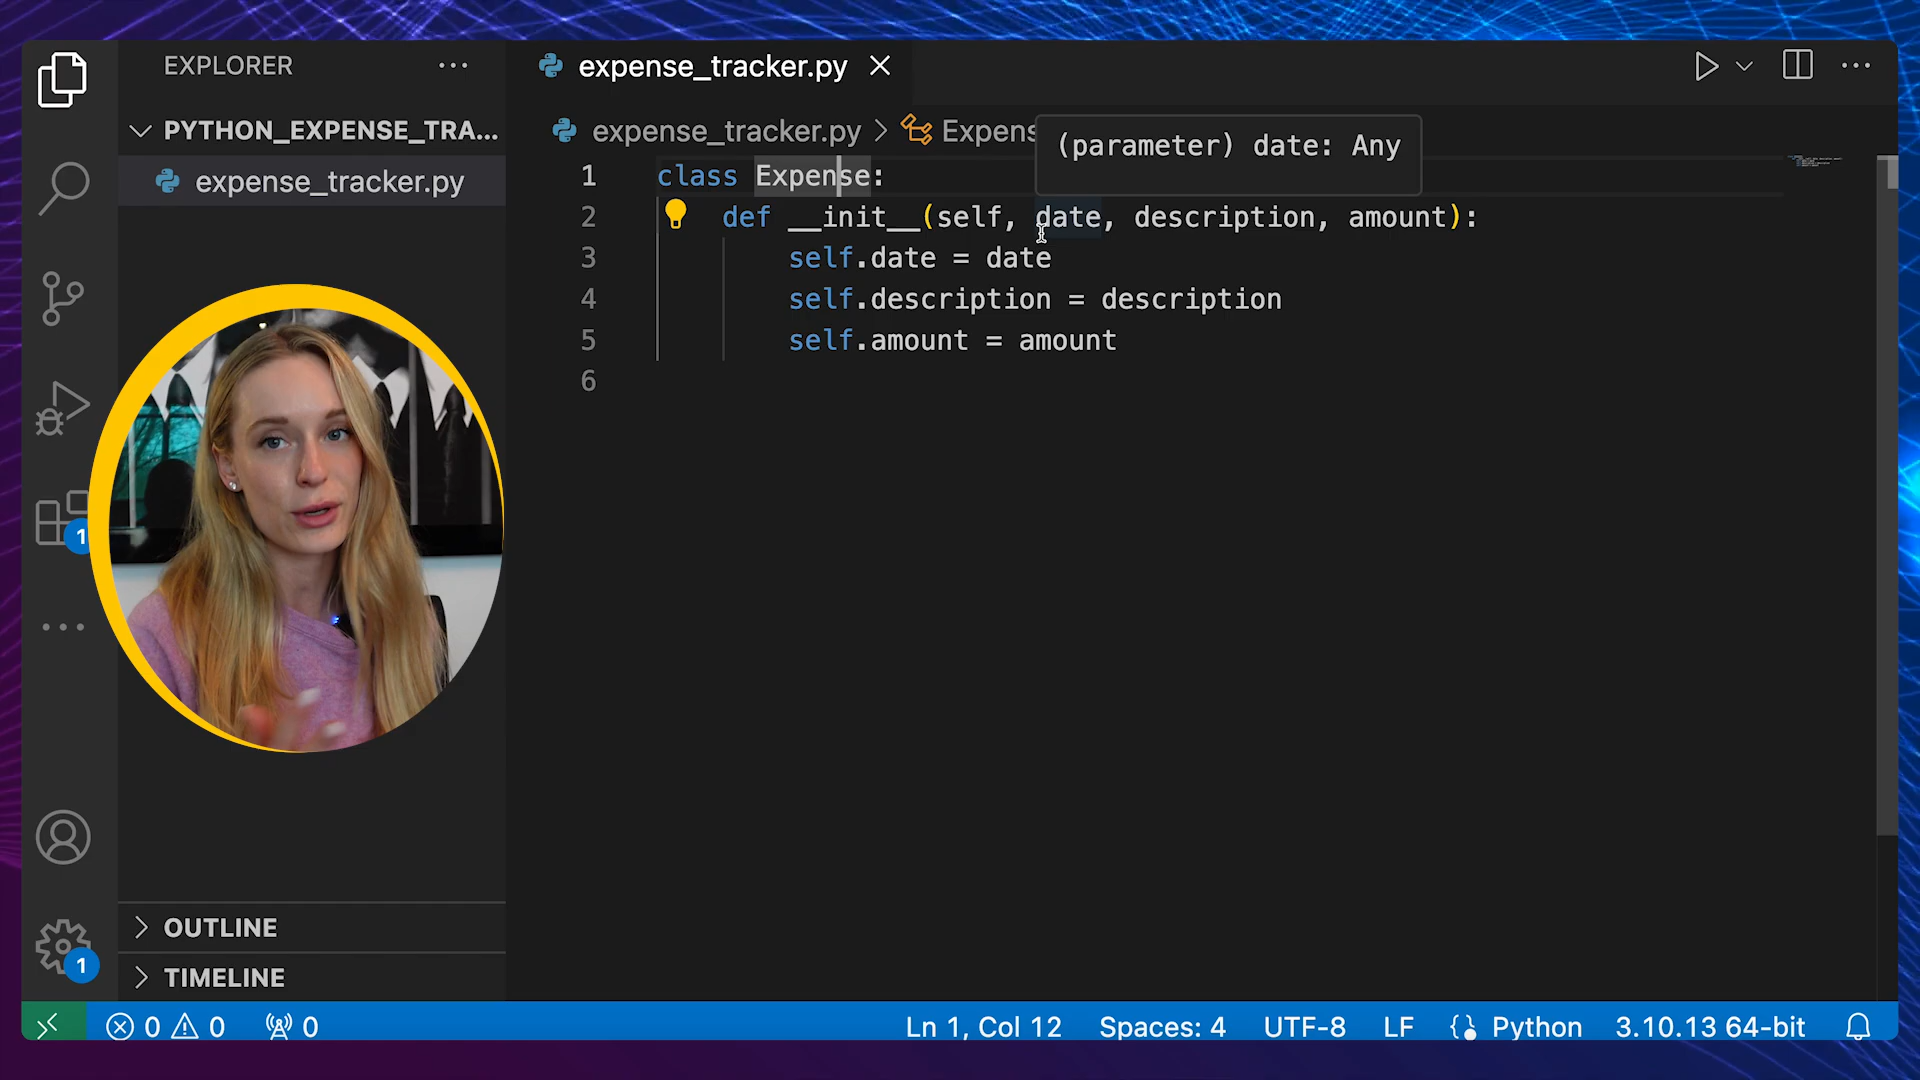 EXPLORER
expense_tracker.py
PYTHON_EXPENSE_TRA...
expense_tracker.py
expense_tracker.py > Expens
(parameter) date: Any
1 class Expense:
2 def __init__(self, date, description, amount):
3 self.date = date
4 self.description = description
5 self.amount = amount
6
1
OUTLINE
1
TIMELINE
0 0 0 Ln 1, Col 12 Spaces: 4 UTF-8 LF Python 3.10.13 64-bit